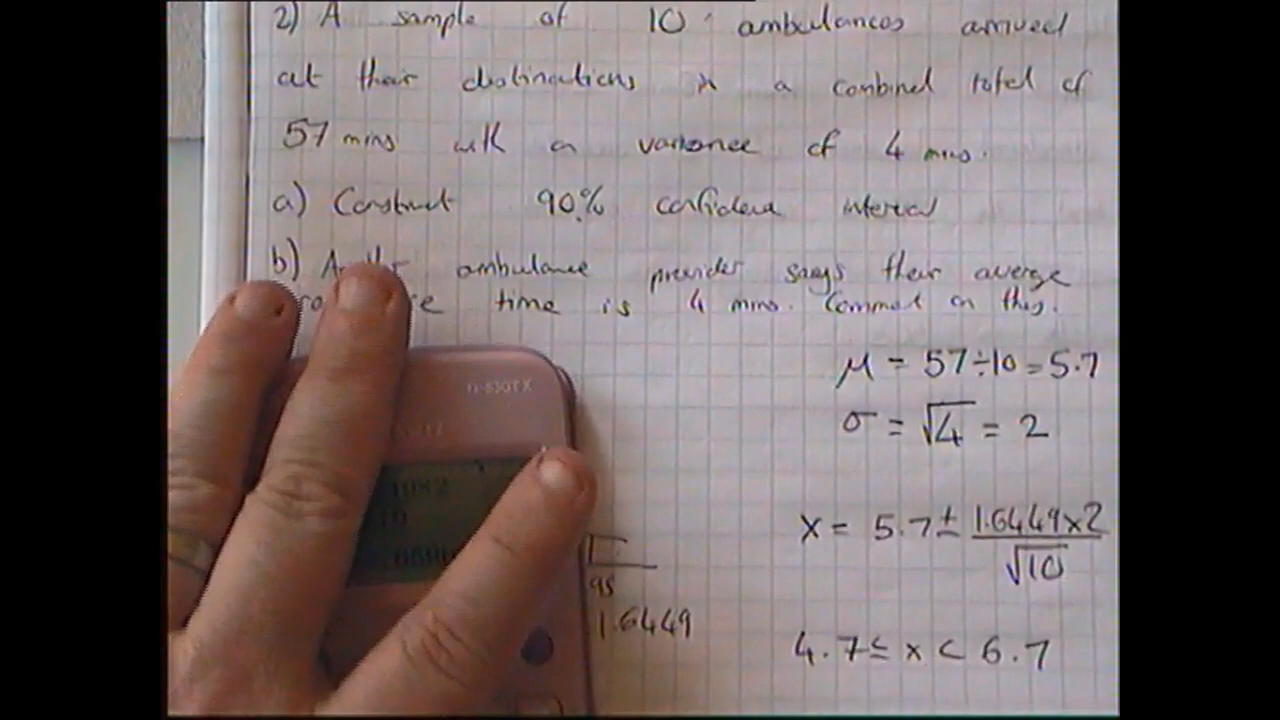 2) A sample of 10 ambulances arrived
at their destinations in a combined total of
57 mins with a variance of 4 mins.
a) Construct 90% confidence interval
b) ambulance provider says their average
time is 4 mins. Comment on this.
μ = 57÷10 = 5.7
σ = √4 = 2
x = 5.7 ± 1.6449×2
√10
95
1.6449
4.7 ≤ x < 6.7